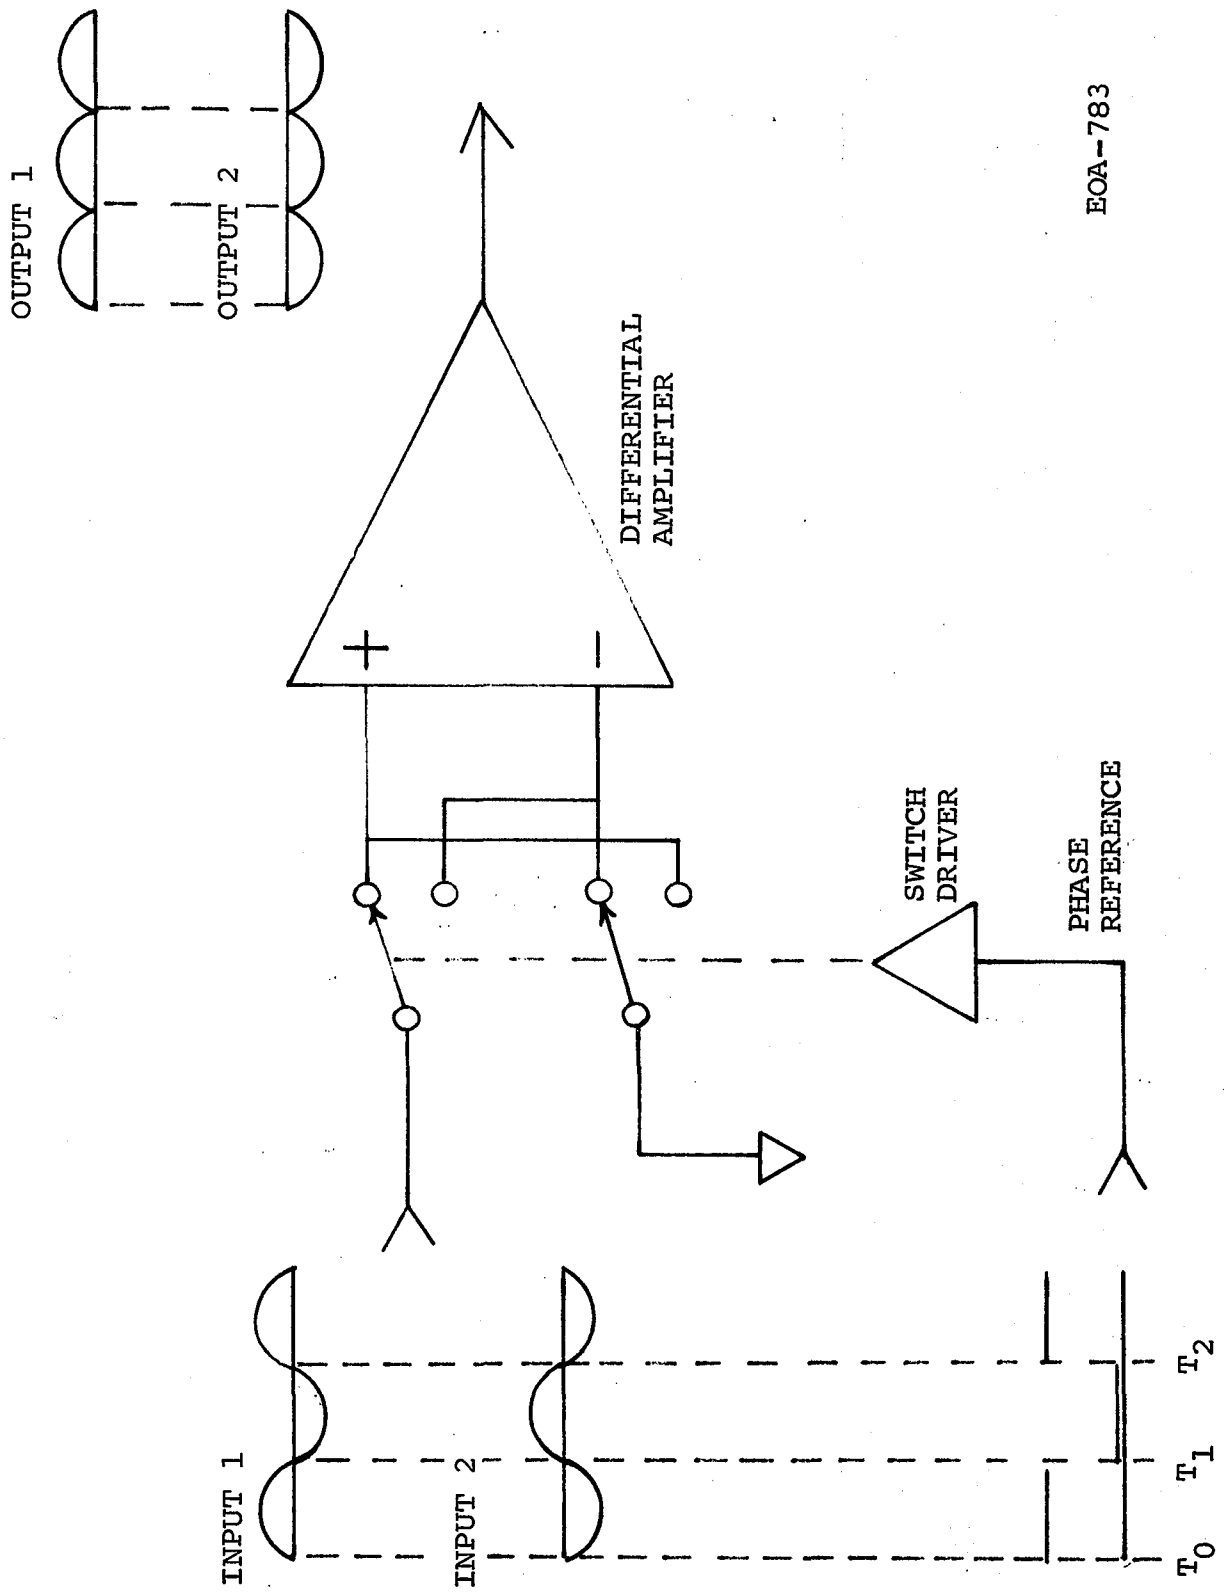 INPUT 1
INPUT 2
T0
T1
T2
PHASE
REFERENCE
SWITCH
DRIVER
+
−
DIFFERENTIAL
AMPLIFIER
OUTPUT 1
OUTPUT 2
EOA-783